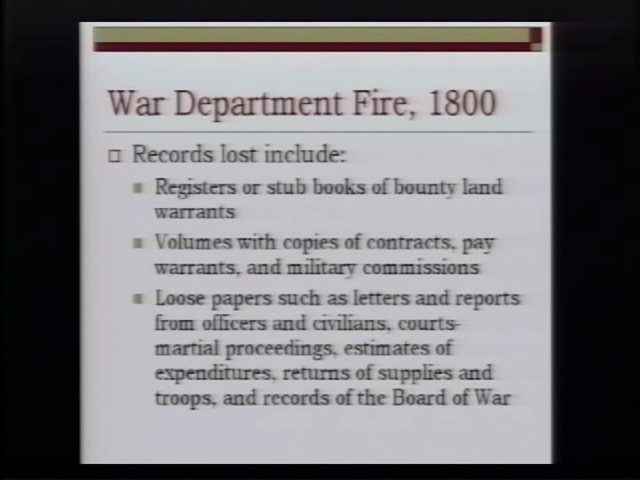 War Department Fire, 1800
Records lost include:
Registers or stub books of bounty land
warrants
Volumes with copies of contracts, pay
warrants, and military commissions
Loose papers such as letters and reports
from officers and civilians, courts-
martial proceedings, estimates of
expenditures, returns of supplies and
troops, and records of the Board of War